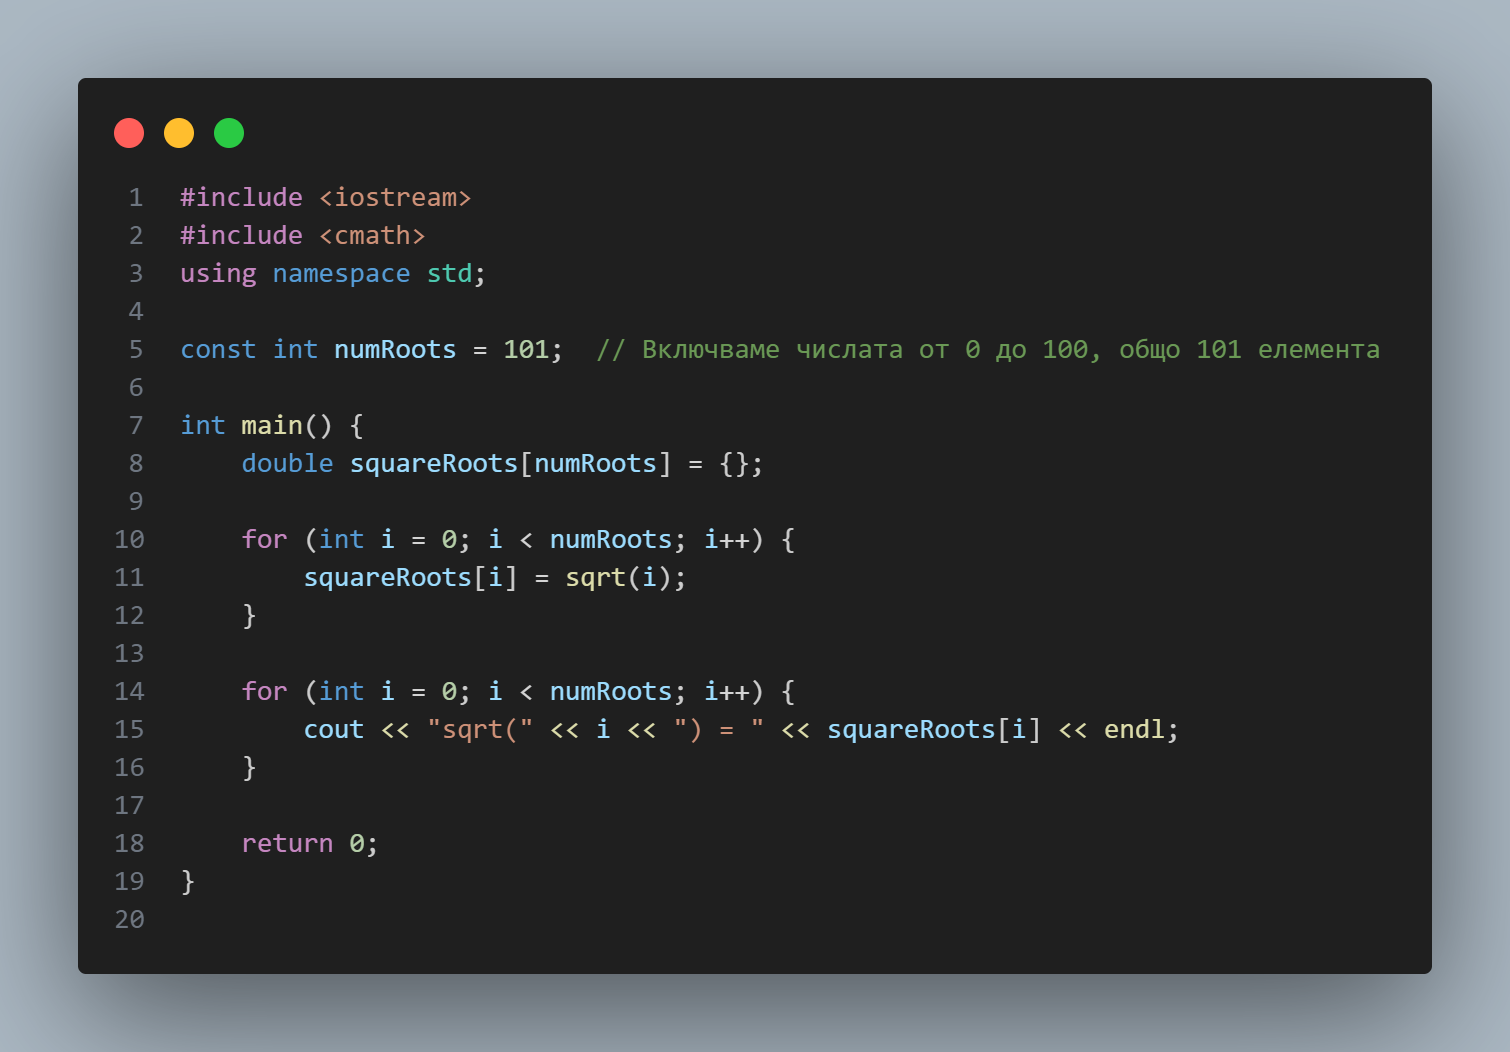 1 #include <iostream>
2 #include <cmath>
3 using namespace std;
4
5 const int numRoots = 101;  // Включваме числата от 0 до 100, общо 101 елемента
6
7 int main() {
8     double squareRoots[numRoots] = {};
9
10     for (int i = 0; i < numRoots; i++) {
11         squareRoots[i] = sqrt(i);
12     }
13
14     for (int i = 0; i < numRoots; i++) {
15         cout << "sqrt(" << i << ") = " << squareRoots[i] << endl;
16     }
17
18     return 0;
19 }
20